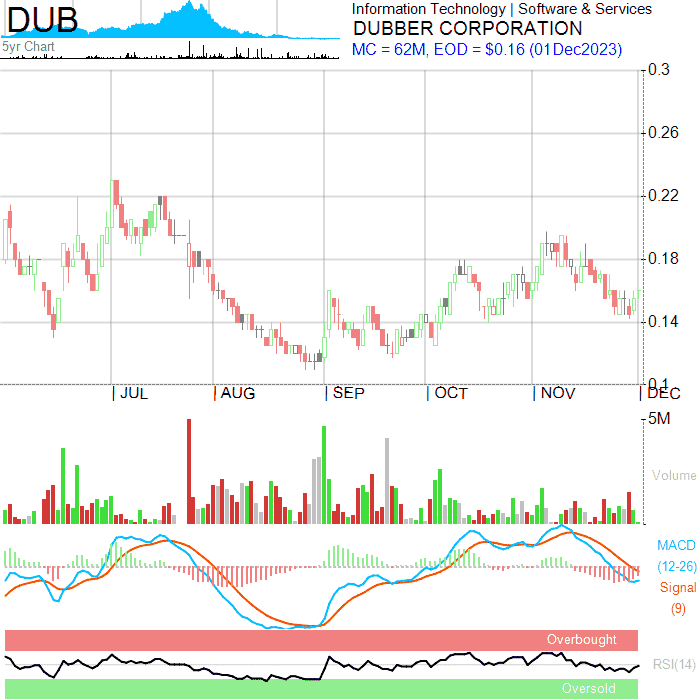 DUB
5yr Chart
Information Technology | Software & Services
DUBBER CORPORATION
MC = 62M, EOD = $0.16 (01Dec2023)
0.3
0.26
0.22
0.18
0.14
0.1
JUL
AUG
SEP
OCT
NOV
DEC
5M
Volume
MACD
(12-26)
Signal
(9)
Overbought
RSI(14)
Oversold